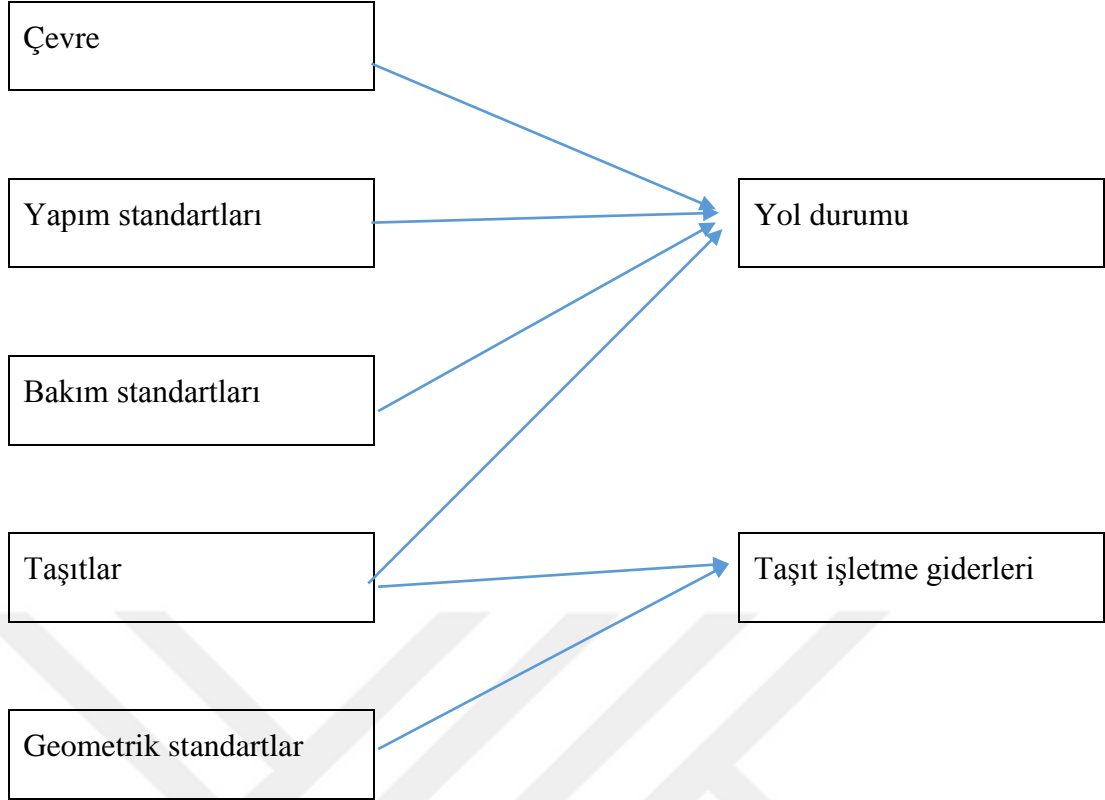 Çevre
Yapım standartları
Yol durumu
Bakım standartları
Taşıtlar
Taşıt işletme giderleri
Geometrik standartlar